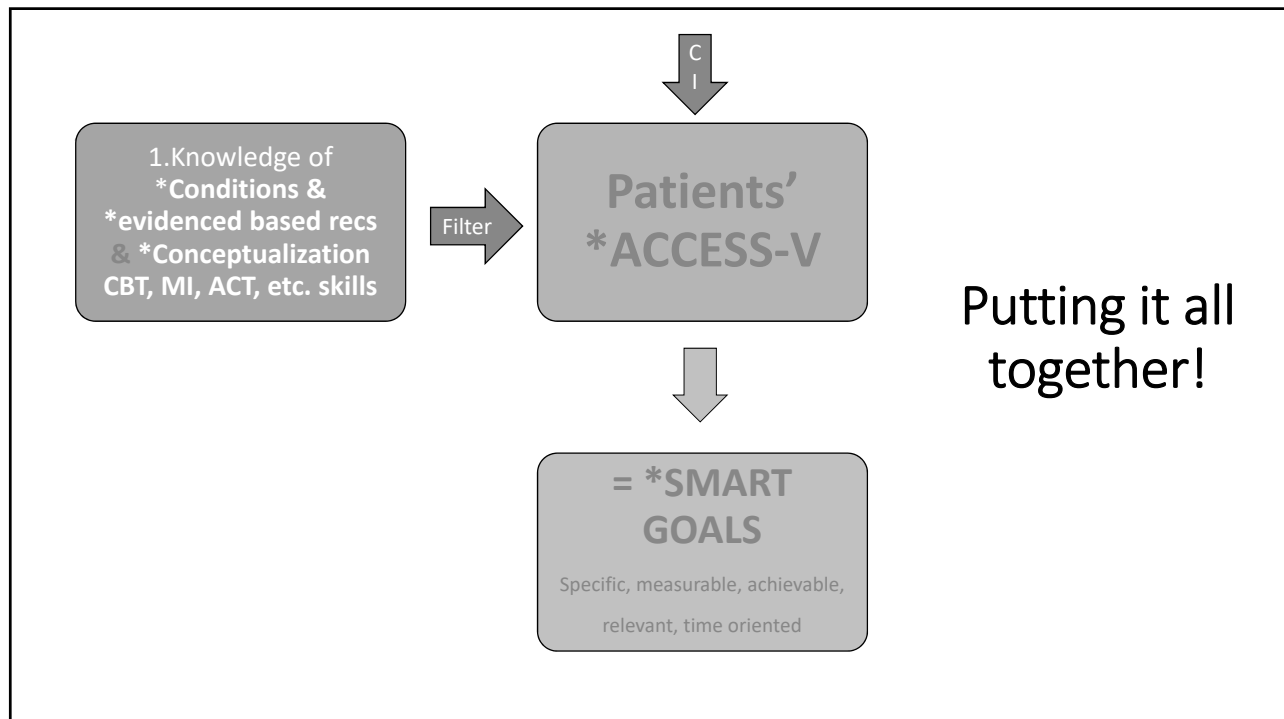 C
I
1.Knowledge of
*Conditions &
*evidenced based recs
& *Conceptualization
CBT, MI, ACT, etc. skills
Filter
Patients’
*ACCESS-V
Putting it all
together!
= *SMART
GOALS
Specific, measurable, achievable,
relevant, time oriented